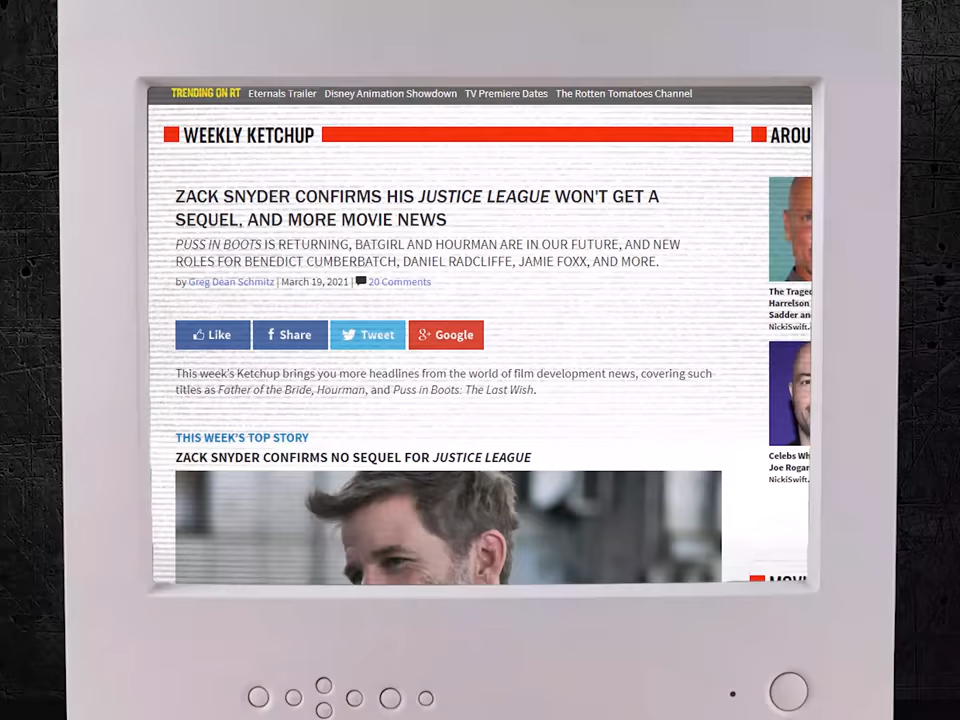 TRENDING ON RT Eternals Trailer Disney Animation Showdown TV Premiere Dates The Rotten Tomatoes Channel
WEEKLY KETCHUP
AROU
ZACK SNYDER CONFIRMS HIS JUSTICE LEAGUE WON'T GET A
SEQUEL, AND MORE MOVIE NEWS
PUSS IN BOOTS IS RETURNING, BATGIRL AND HOURMAN ARE IN OUR FUTURE, AND NEW
ROLES FOR BENEDICT CUMBERBATCH, DANIEL RADCLIFFE, JAMIE FOXX, AND MORE.
by Greg Dean Schmitz | March 19, 2021 | 20 Comments
Like Share Tweet Google
This week's Ketchup brings you more headlines from the world of film development news, covering such
titles as Father of the Bride, Hourman, and Puss in Boots: The Last Wish.
THIS WEEK'S TOP STORY
ZACK SNYDER CONFIRMS NO SEQUEL FOR JUSTICE LEAGUE
The Traged
Harrelson
Sadder an
NickiSwift.
Celebs Wh
Joe Rogan
NickiSwift.